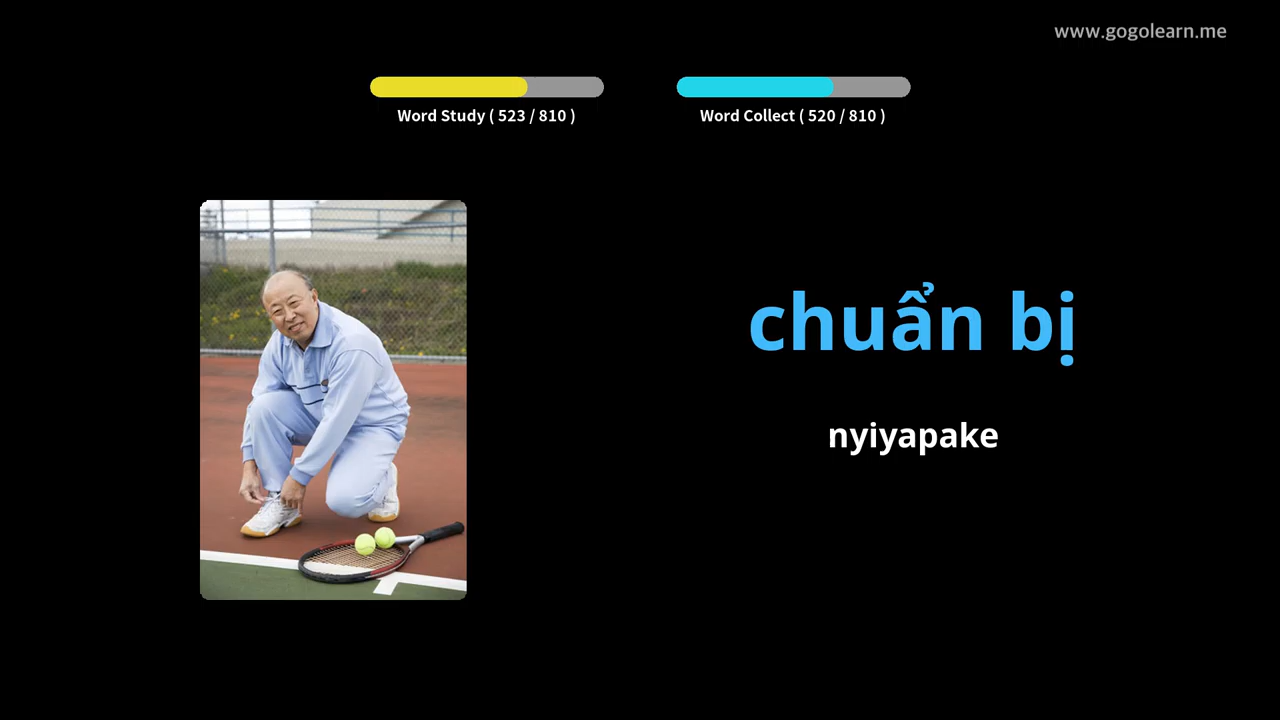 www.gogolearn.me
Word Study ( 523 / 810 )
Word Collect ( 520 / 810 )
chuẩn bị
nyiyapake